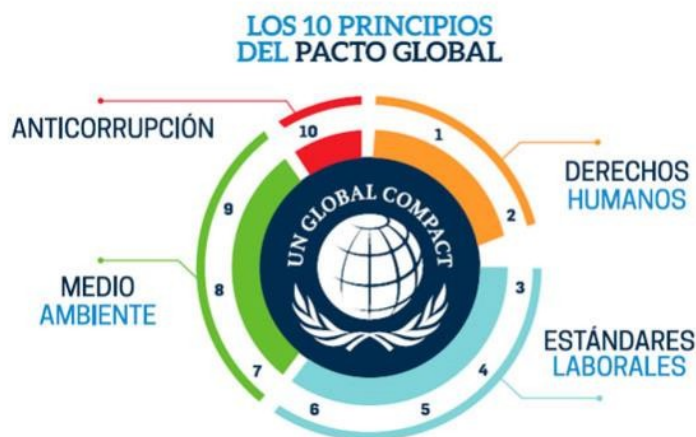 LOS 10 PRINCIPIOS
DEL PACTO GLOBAL
ANTICORRUPCIÓN
10
1
DERECHOS
HUMANOS
2
9
UN GLOBAL COMPACT
MEDIO
AMBIENTE
8
3
ESTÁNDARES
LABORALES
7
4
6
5